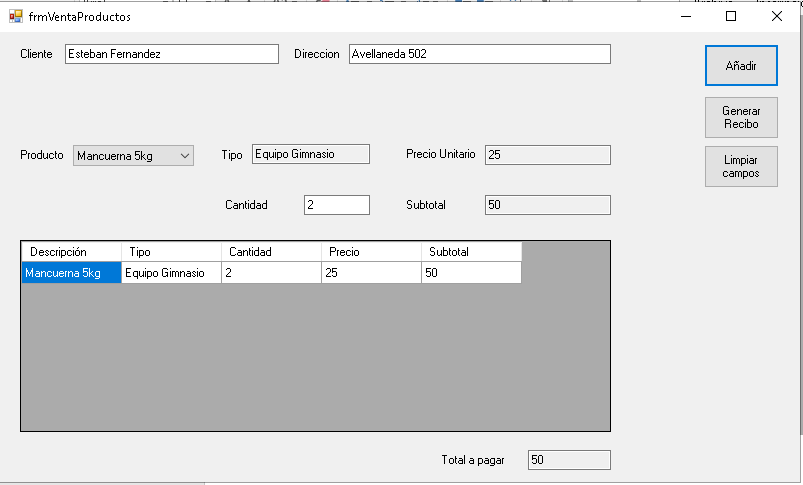 frmVentaProductos
Cliente Esteban Fernandez Direccion Avellaneda 502
Añadir
Generar
Recibo
Producto Mancuerna 5kg Tipo Equipo Gimnasio Precio Unitario 25
Limpiar
campos
Cantidad 2 Subtotal 50
Descripción Tipo Cantidad Precio Subtotal
Mancuerna 5kg Equipo Gimnasio 2 25 50
Total a pagar 50